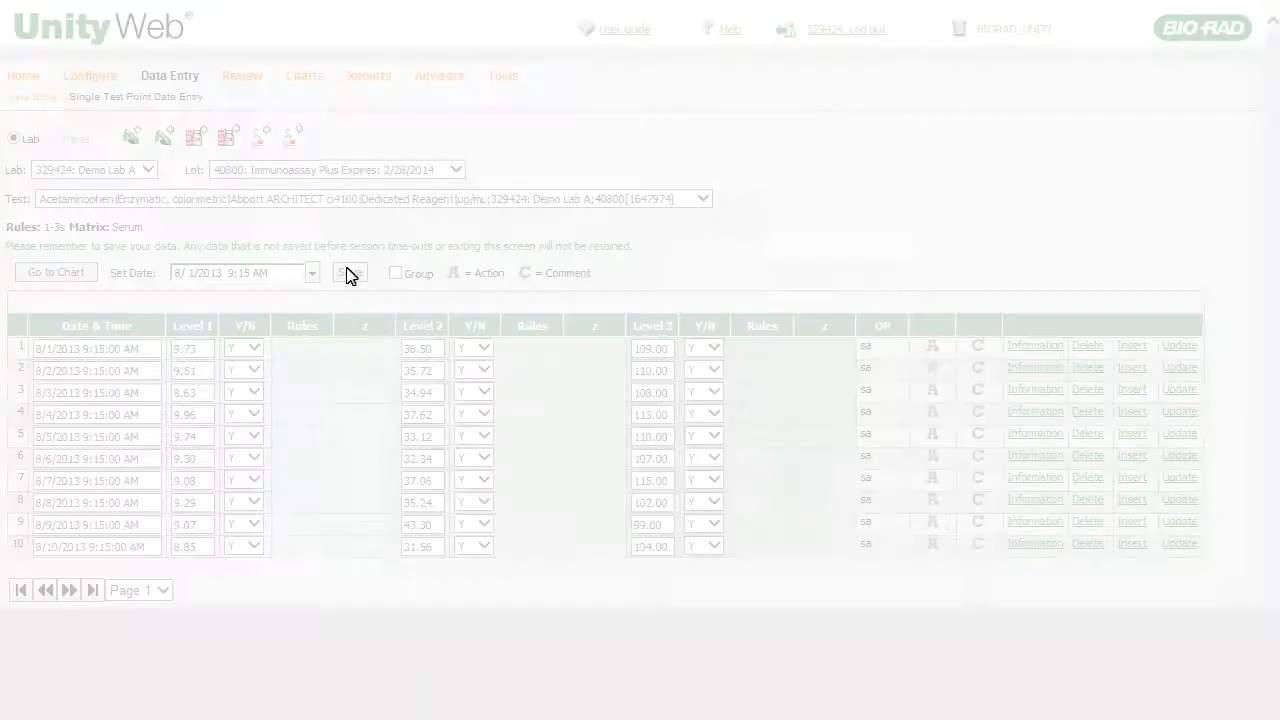 Unity Web®
User guide Help 329424: Log out BIORAD_UNITY BIO-RAD
Home Configure Data Entry Review Charts Reports Advisors Tools
Data Entry Single Test Point Data Entry
Lab Panel
Lab: 329424: Demo Lab A Lot: 40800: Immunoassay Plus Expires: 2/28/2014
Test: Acetaminophen|Enzymatic, colorimetric|Abbott ARCHITECT ci4100|Dedicated Reagent|µg/mL;329424: Demo Lab A;40800[1647974]
Rules: 1-3s Matrix: Serum
Please remember to save your data. Any data that is not saved before session time-outs or exiting this screen will not be retained.
Go to Chart Set Date: 8/ 1/2013 9:15 AM Save Group A = Action C = Comment
Date & Time Level 1 Y/N Rules z Level 2 Y/N Rules z Level 3 Y/N Rules z OP
1 8/1/2013 9:15:00 AM 9.73 Y 36.50 Y 109.00 Y sa A C Information Delete Insert Update
2 8/2/2013 9:15:00 AM 9.51 Y 35.72 Y 110.00 Y sa A C Information Delete Insert Update
3 8/3/2013 9:15:00 AM 8.63 Y 34.94 Y 108.00 Y sa A C Information Delete Insert Update
4 8/4/2013 9:15:00 AM 9.96 Y 37.62 Y 113.00 Y sa A C Information Delete Insert Update
5 8/5/2013 9:15:00 AM 9.74 Y 33.12 Y 110.00 Y sa A C Information Delete Insert Update
6 8/6/2013 9:15:00 AM 9.30 Y 32.34 Y 107.00 Y sa A C Information Delete Insert Update
7 8/7/2013 9:15:00 AM 9.08 Y 37.06 Y 115.00 Y sa A C Information Delete Insert Update
8 8/8/2013 9:15:00 AM 9.29 Y 35.24 Y 102.00 Y sa A C Information Delete Insert Update
9 8/9/2013 9:15:00 AM 9.07 Y 43.30 Y 99.00 Y sa A C Information Delete Insert Update
10 8/10/2013 9:15:00 AM 8.85 Y 31.56 Y 104.00 Y sa A C Information Delete Insert Update
Page 1